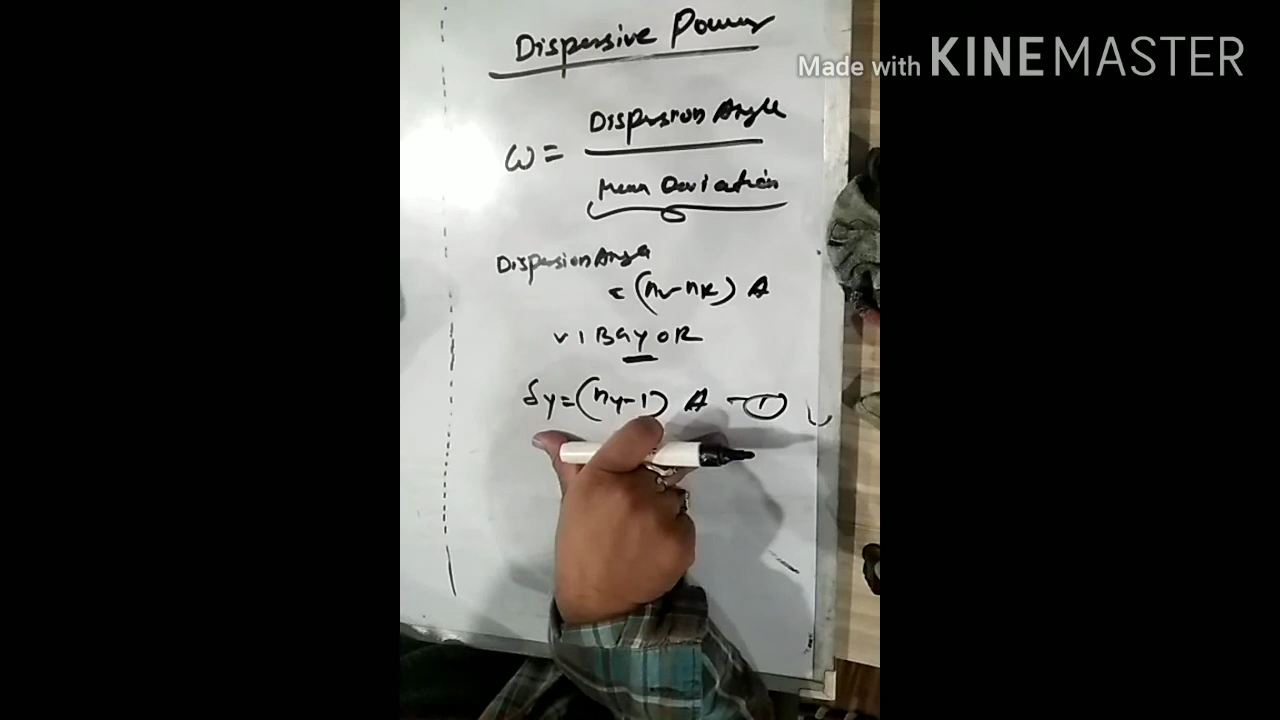 Dispersive Power
Made with KINEMASTER
ω = Dispersion Angle
Mean Deviation
Dispersion Angle
= (nv - nR) A
VIBGYOR
δy = (ny - 1) A - ①